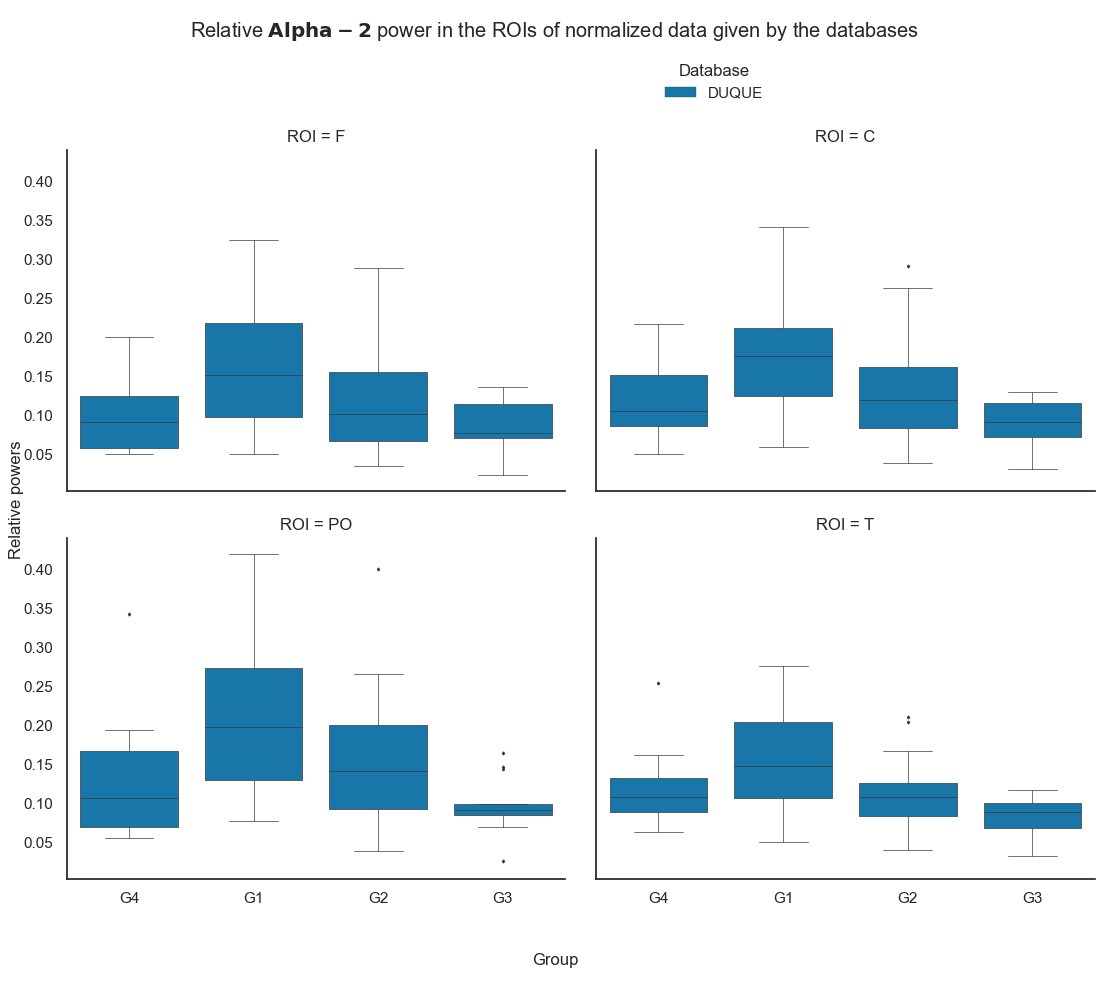 Relative Alpha − 2 power in the ROIs of normalized data given by the databases
Database
DUQUE
ROI = F
ROI = C
0.40
0.35
0.30
0.25
0.20
0.15
0.10
0.05
Relative powers
ROI = PO
ROI = T
0.40
0.35
0.30
0.25
0.20
0.15
0.10
0.05
G4 G1 G2 G3
G4 G1 G2 G3
Group